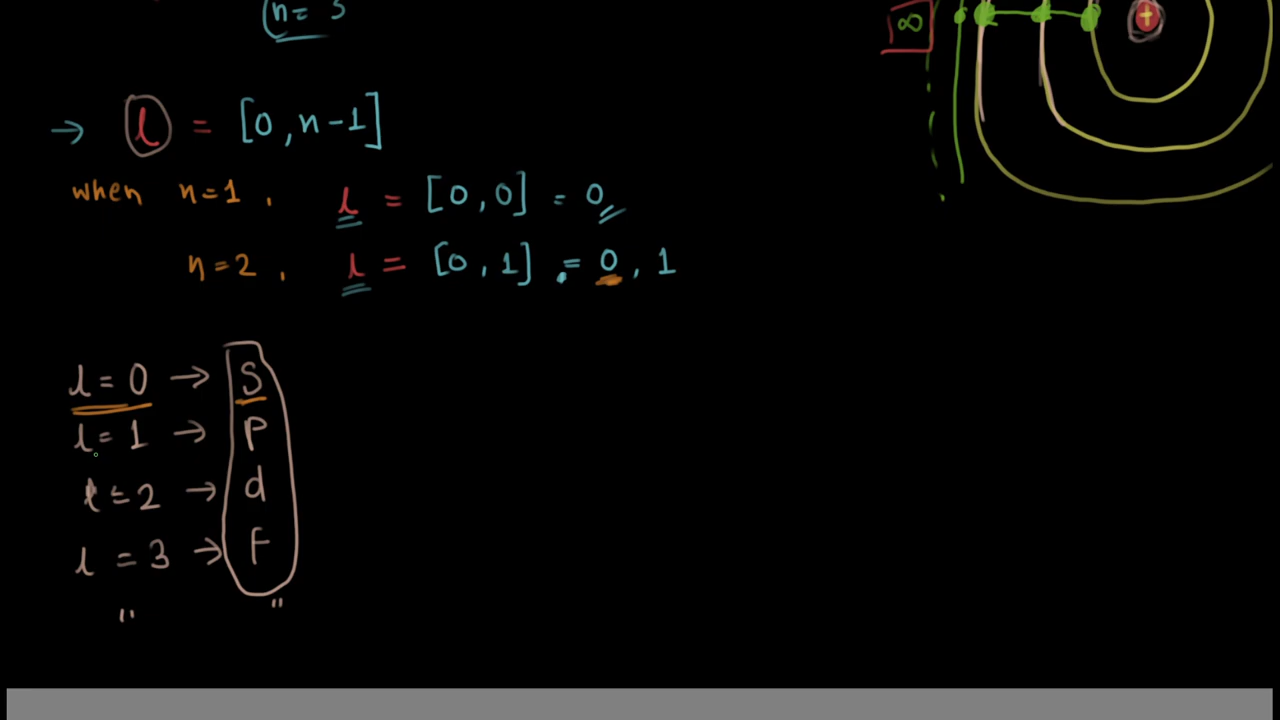 (n = 3
∞ +
→ l = [0, n-1]
when n=1, l = [0, 0] = 0
n=2, l = [0, 1] = 0, 1
l = 0 → S
l = 1 → P
l = 2 → d
l = 3 → F
" "